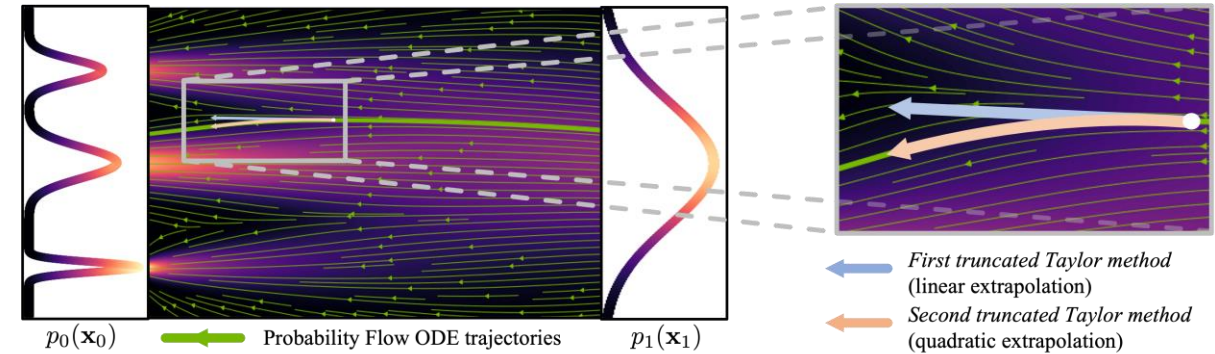 First truncated Taylor method
(linear extrapolation)
Second truncated Taylor method
(quadratic extrapolation)
p₀(x₀)
Probability Flow ODE trajectories
p₁(x₁)